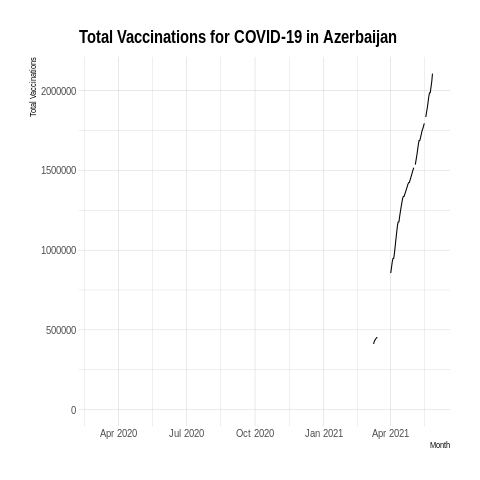 Total Vaccinations for COVID-19 in Azerbaijan
Total Vaccinations
2000000
1500000
1000000
500000
0
Apr 2020 Jul 2020 Oct 2020 Jan 2021 Apr 2021
Month